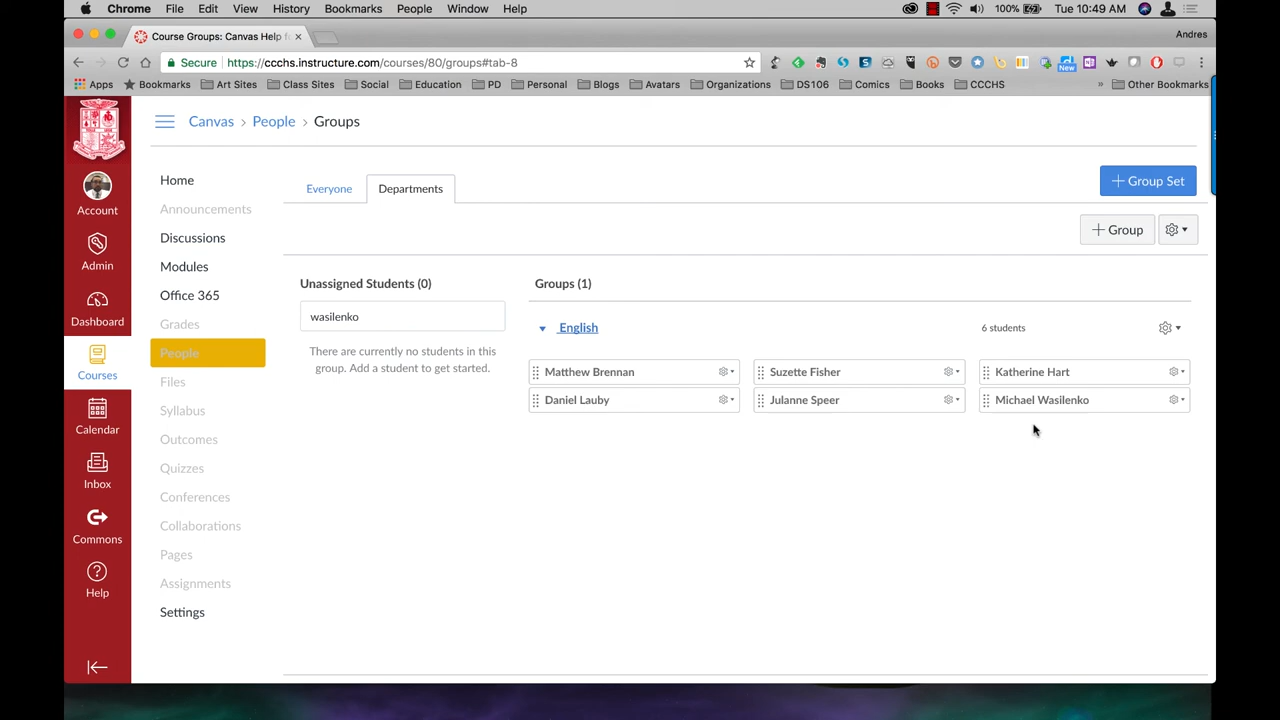 Chrome File Edit View History Bookmarks People Window Help 100% Tue 10:49 AM
Course Groups: Canvas Help f Andres
Secure https://ccchs.instructure.com/courses/80/groups#tab-8 New
Apps Bookmarks Art Sites Class Sites Social Education PD Personal Blogs Avatars Organizations DS106 Comics Books CCCHS » Other Bookmarks
Canvas > People > Groups
Account
Admin
Dashboard
Courses
Calendar
Inbox
Commons
Help
Home
Announcements
Discussions
Modules
Office 365
Grades
People
Files
Syllabus
Outcomes
Quizzes
Conferences
Collaborations
Pages
Assignments
Settings
Everyone Departments + Group Set
+ Group
Unassigned Students (0)
wasilenko
There are currently no students in this
group. Add a student to get started.
Groups (1)
English 6 students
Matthew Brennan Suzette Fisher Katherine Hart
Daniel Lauby Julanne Speer Michael Wasilenko